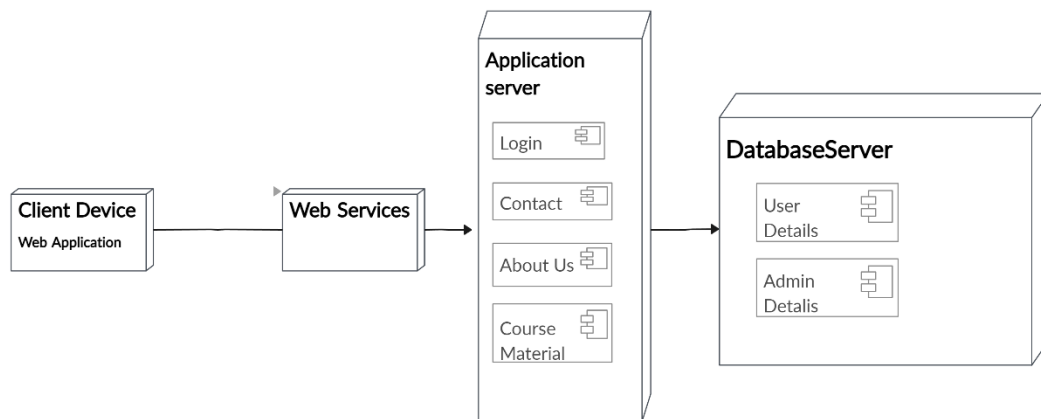 Client Device
Web Application
Web Services
Application
server
Login
Contact
About Us
Course
Material
DatabaseServer
User
Details
Admin
Detalis